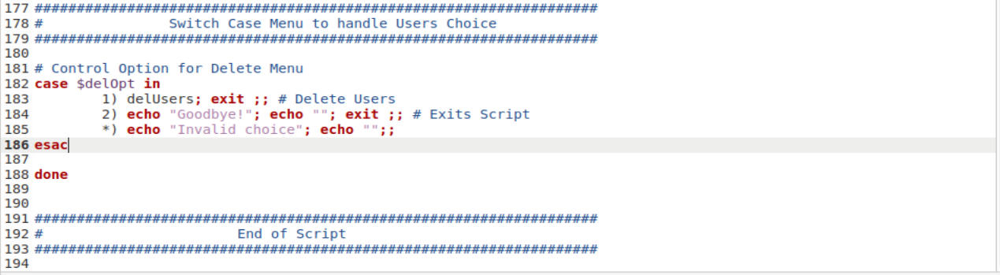 177 ###################################################################
178 #               Switch Case Menu to handle Users Choice
179 ###################################################################
180
181 # Control Option for Delete Menu
182 case $delOpt in
183         1) delUsers; exit ;; # Delete Users
184         2) echo "Goodbye!"; echo ""; exit ;; # Exits Script
185         *) echo "Invalid choice"; echo "";;
186 esac
187
188 done
189
190
191 ###################################################################
192 #                       End of Script
193 ###################################################################
194